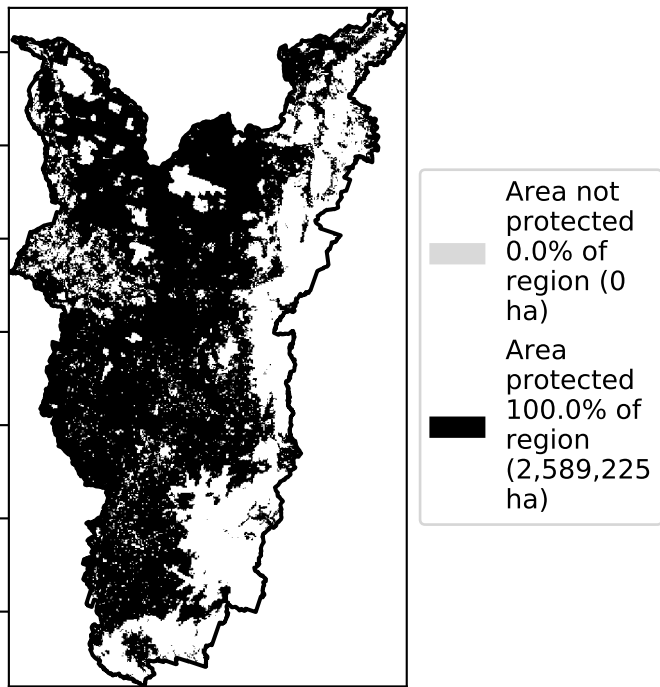 Area not
protected
0.0% of
region (0
ha)
Area
protected
100.0% of
region
(2,589,225
ha)